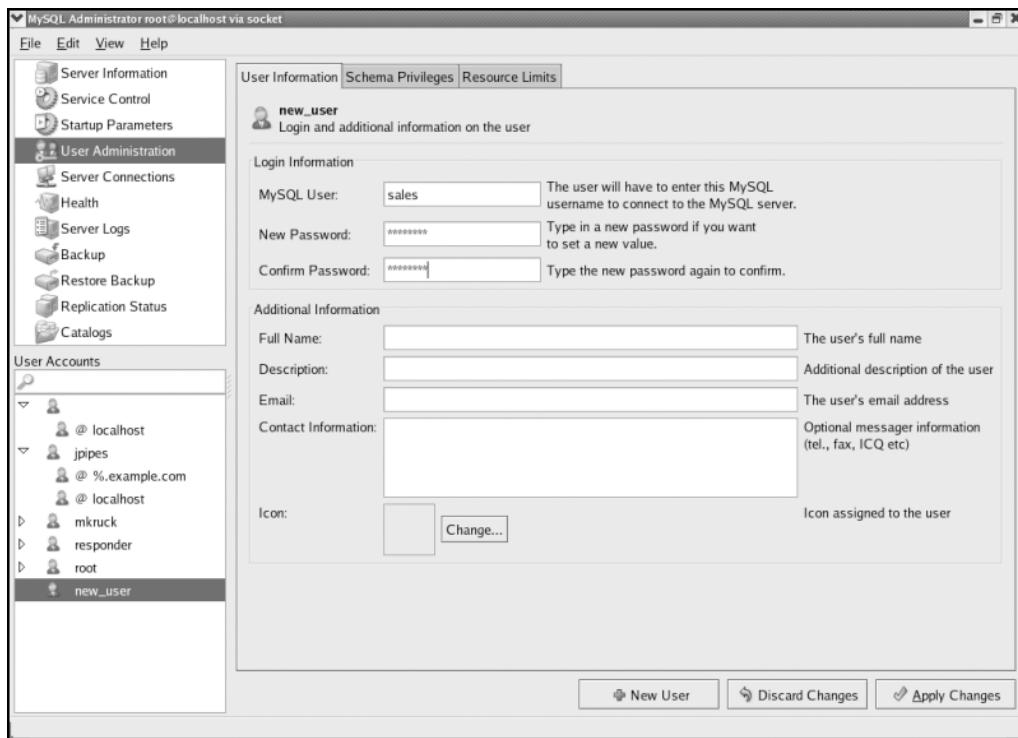 MySQL Administrator root@localhost via socket
File Edit View Help
Server Information
Service Control
Startup Parameters
User Administration
Server Connections
Health
Server Logs
Backup
Restore Backup
Replication Status
Catalogs
User Accounts
@ localhost
jpipes
@ %.example.com
@ localhost
mkruck
responder
root
new_user
User Information Schema Privileges Resource Limits
new_user
Login and additional information on the user
Login Information
MySQL User: sales The user will have to enter this MySQL
username to connect to the MySQL server.
New Password: ******** Type in a new password if you want
to set a new value.
Confirm Password: ******** Type the new password again to confirm.
Additional Information
Full Name: The user's full name
Description: Additional description of the user
Email: The user's email address
Contact Information: Optional messager information
(tel., fax, ICQ etc)
Icon: Change... Icon assigned to the user
New User Discard Changes Apply Changes